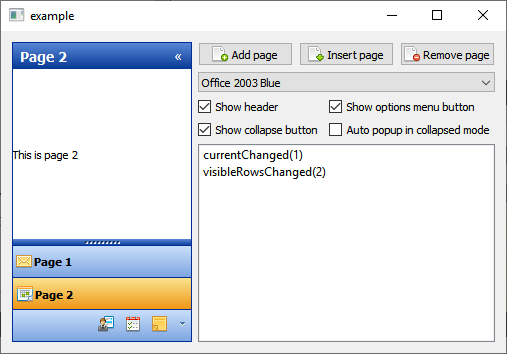 example
Page 2 «
This is page 2
Page 1
Page 2
Add page
Insert page
Remove page
Office 2003 Blue
Show header
Show options menu button
Show collapse button
Auto popup in collapsed mode
currentChanged(1)
visibleRowsChanged(2)